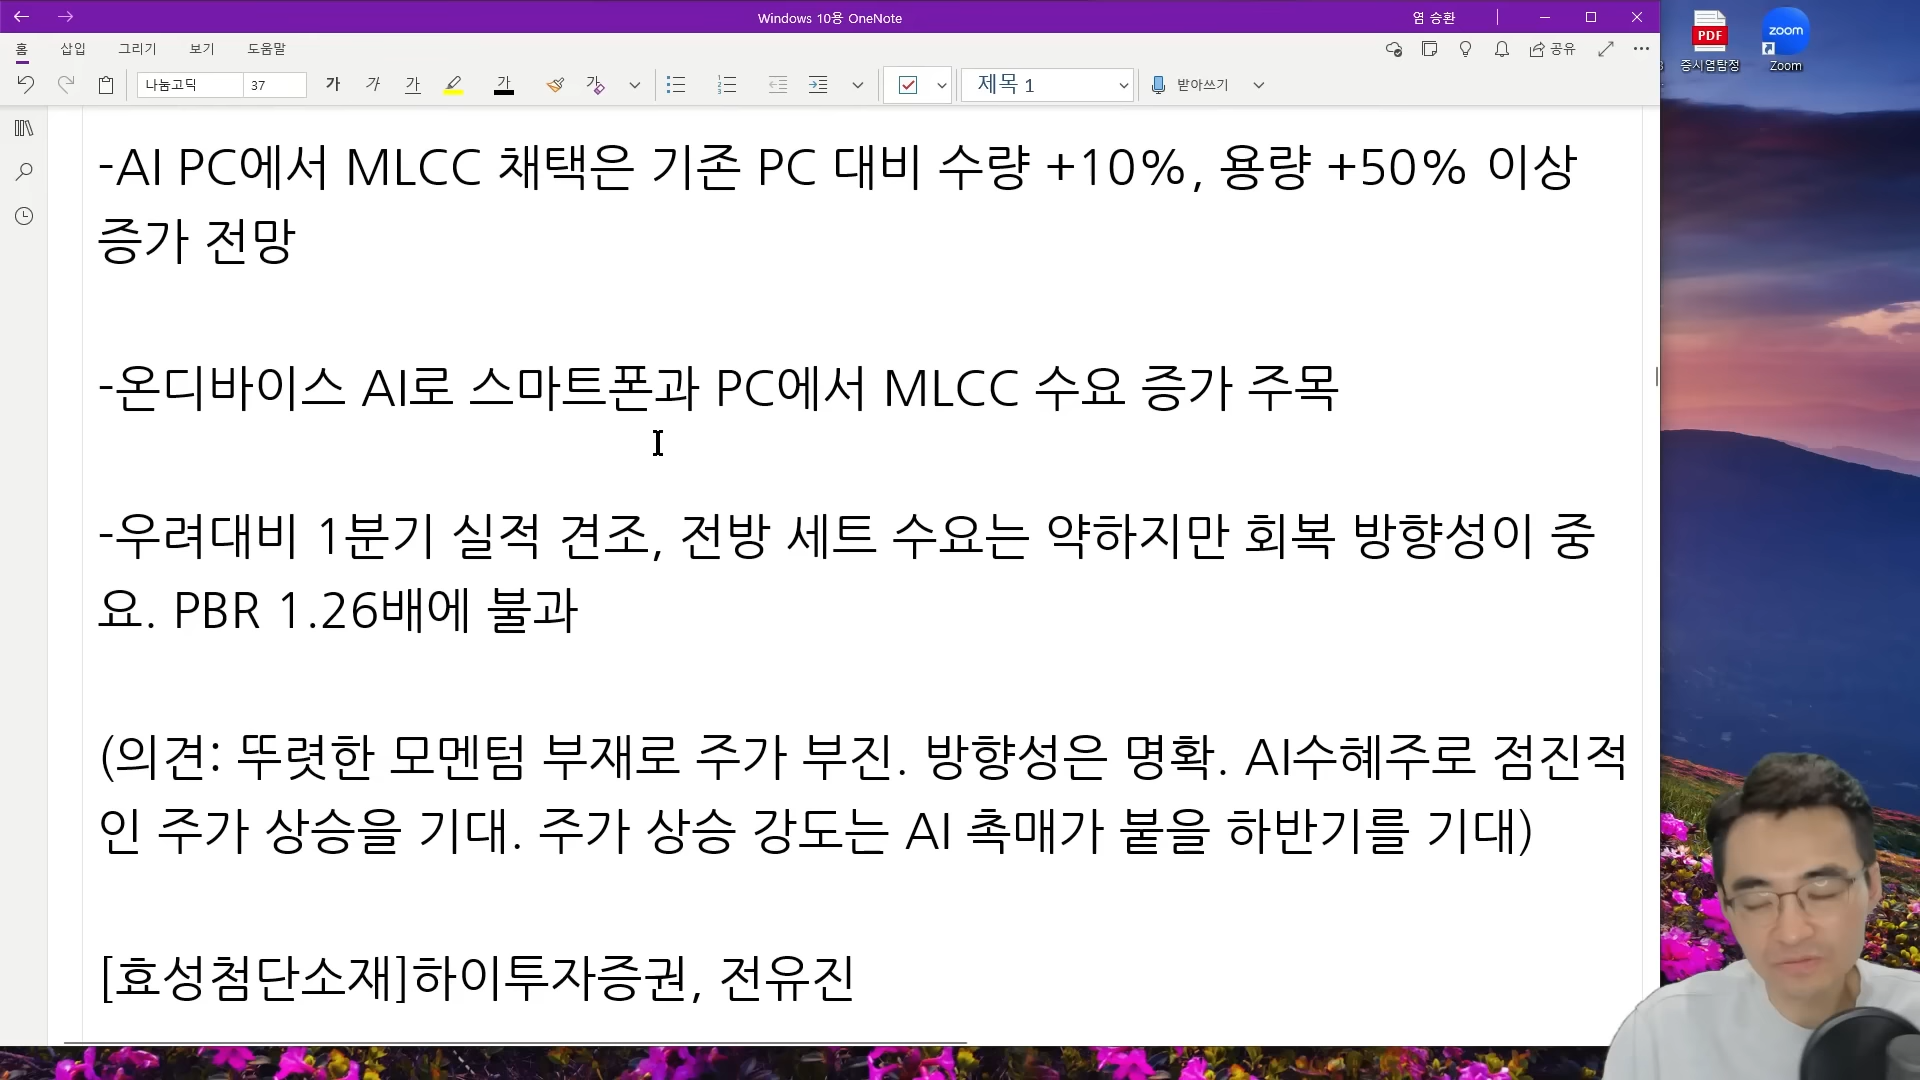 Windows 10용 OneNote
염 승환
홈 삽입 그리기 보기 도움말
공유
나눔고딕 37
가 가 가 가 가
제목 1
받아쓰기
PDF
zoom
증시염탐정
Zoom
-AI PC에서 MLCC 채택은 기존 PC 대비 수량 +10%, 용량 +50% 이상
증가 전망
-온디바이스 AI로 스마트폰과 PC에서 MLCC 수요 증가 주목
-우려대비 1분기 실적 견조, 전방 세트 수요는 약하지만 회복 방향성이 중
요. PBR 1.26배에 불과
(의견: 뚜렷한 모멘텀 부재로 주가 부진. 방향성은 명확. AI수혜주로 점진적
인 주가 상승을 기대. 주가 상승 강도는 AI 촉매가 붙을 하반기를 기대)
[효성첨단소재]하이투자증권, 전유진